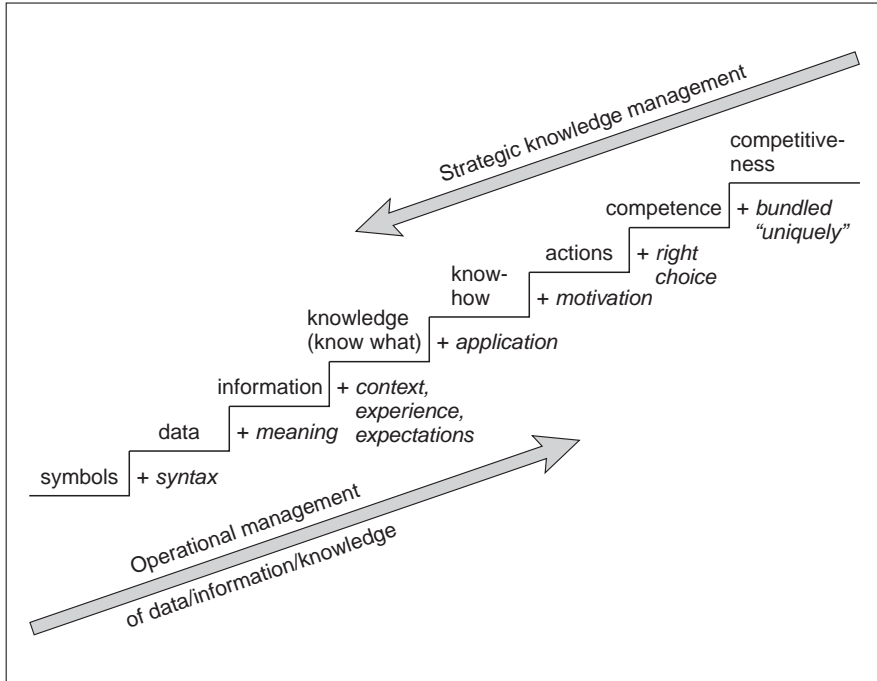 Strategic knowledge management
competitive-
ness
competence
+ bundled
"uniquely"
actions
+ right
choice
know-
how
+ motivation
knowledge
(know what)
+ application
information
+ context,
experience,
expectations
data
+ meaning
symbols
+ syntax
Operational management
of data/information/knowledge